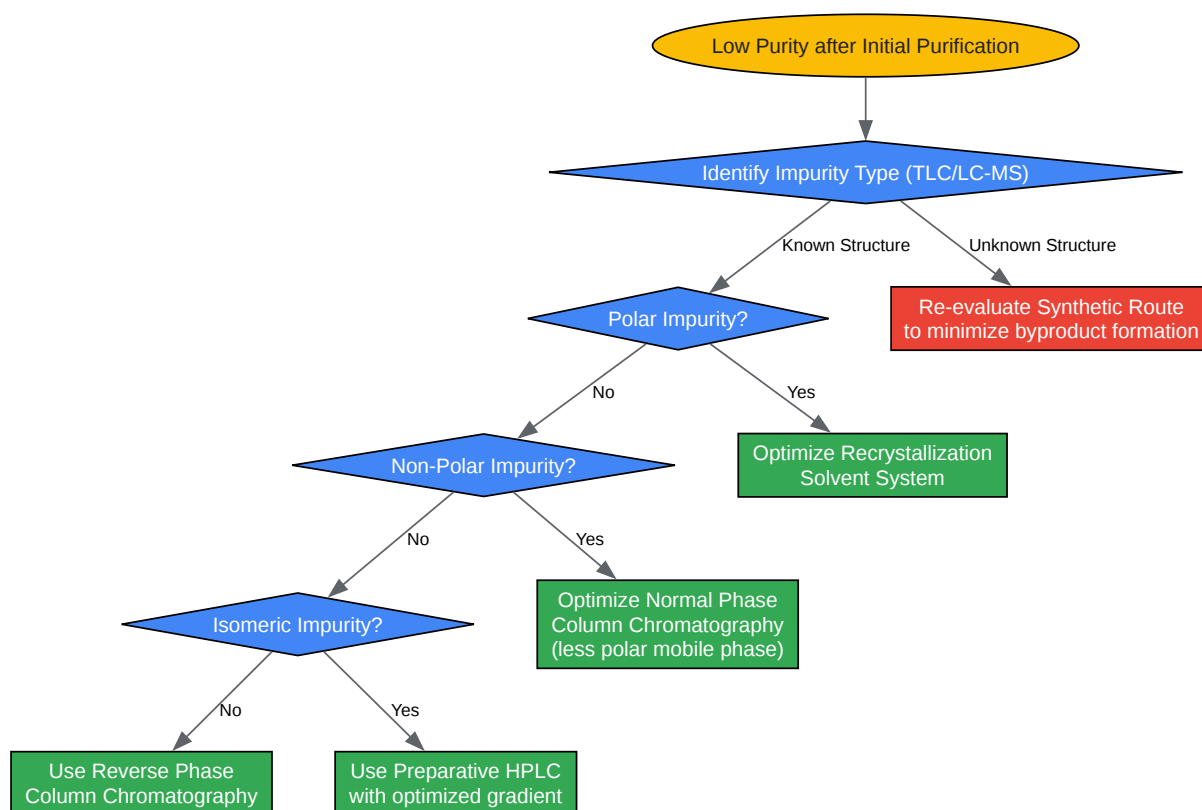 Low Purity after Initial Purification
Identify Impurity Type (TLC/LC-MS)
Known Structure
Unknown Structure
Polar Impurity?
Re-evaluate Synthetic Route
to minimize byproduct formation
No
Yes
Non-Polar Impurity?
Optimize Recrystallization
Solvent System
No
Yes
Isomeric Impurity?
Optimize Normal Phase
Column Chromatography
(less polar mobile phase)
No
Yes
Use Reverse Phase
Column Chromatography
Use Preparative HPLC
with optimized gradient